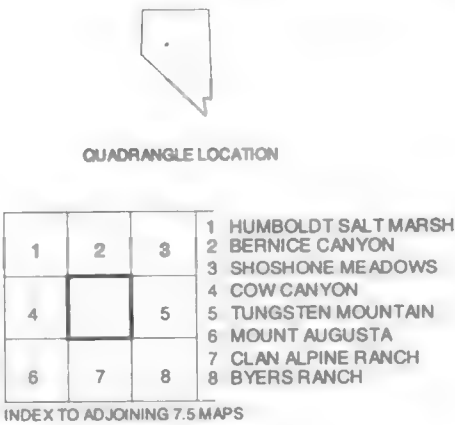 QUADRANGLE LOCATION
1 2 3
4 5
6 7 8
1 HUMBOLDT SALT MARSH
2 BERNICE CANYON
3 SHOSHONE MEADOWS
4 COW CANYON
5 TUNGSTEN MOUNTAIN
6 MOUNT AUGUSTA
7 CLAN ALPINE RANCH
8 BYERS RANCH
INDEX TO ADJOINING 7.5 MAPS